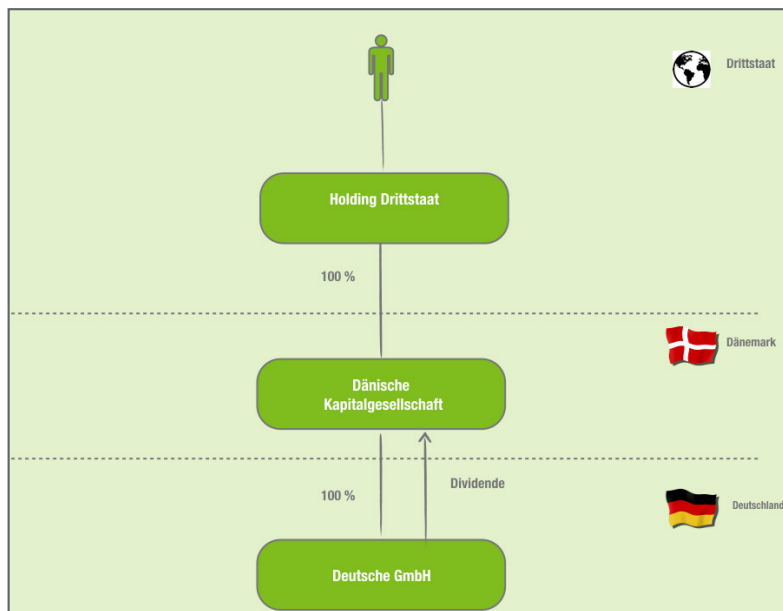 Drittstaat
Holding Drittstaat
100 %
Dänemark
Dänische
Kapitalgesellschaft
Dividende
100 %
Deutschland
Deutsche GmbH